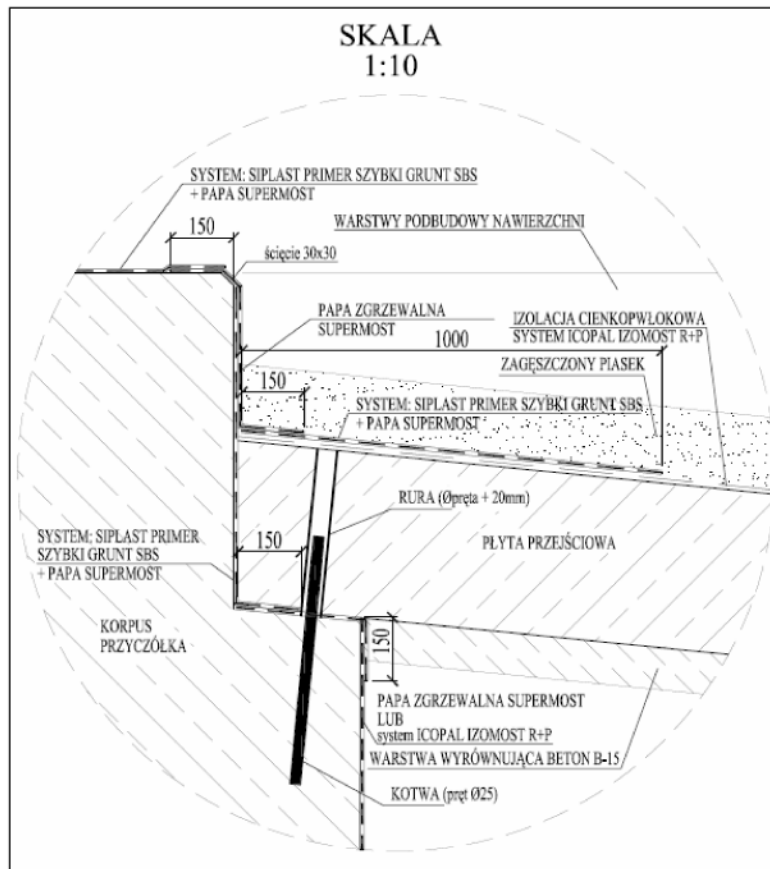 SKALA
1:10
SYSTEM: SIPLAST PRIMER SZYBKI GRUNT SBS
+ PAPA SUPERMOST
150
WARSTWY PODBUDOWY NAWIERZCHNI
ścięcie 30x30
PAPA ZGRZEWALNA
SUPERMOST
IZOLACJA CIENKOPWŁOKOWA
SYSTEM ICOPAL IZOMOST R+P
1000
ZAGĘSZCZONY PIASEK
150
SYSTEM: SIPLAST PRIMER SZYBKI GRUNT SBS
+ PAPA SUPERMOST
RURA (Øpręta + 20mm)
SYSTEM: SIPLAST PRIMER
SZYBKI GRUNT SBS
+ PAPA SUPERMOST
150
PŁYTA PRZEJŚCIOWA
KORPUS
PRZYCZÓŁKA
150
PAPA ZGRZEWALNA SUPERMOST
LUB
system ICOPAL IZOMOST R+P
WARSTWA WYRÓWNUJĄCA BETON B-15
KOTWA (pręt Ø25)